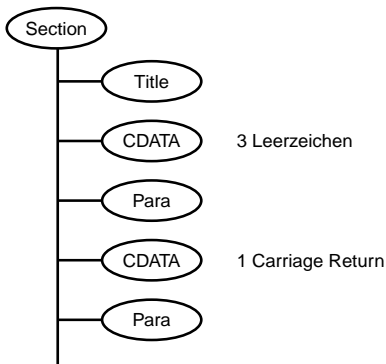 Section
Title
CDATA 3 Leerzeichen
Para
CDATA 1 Carriage Return
Para